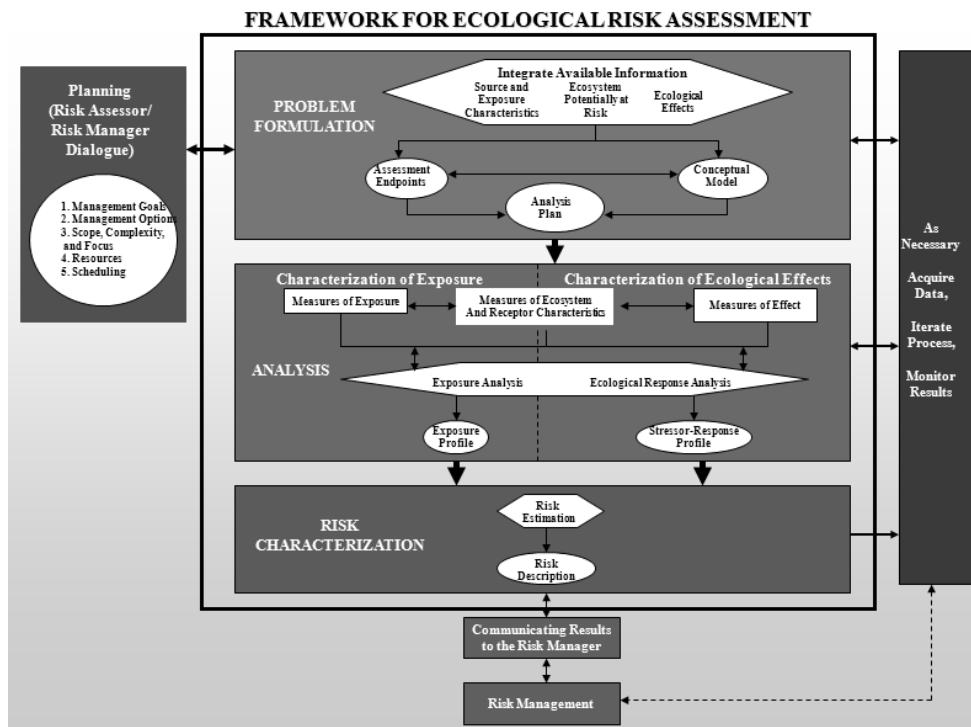 FRAMEWORK FOR ECOLOGICAL RISK ASSESSMENT
Planning
(Risk Assessor/
Risk Manager
Dialogue)
1. Management Goals
2. Management Options
3. Scope, Complexity,
and Focus
4. Resources
5. Scheduling
PROBLEM
FORMULATION
Integrate Available Information
Source and
Exposure
Characteristics
Ecosystem
Potentially at
Risk
Ecological
Effects
Assessment
Endpoints
Conceptual
Model
Analysis
Plan
Characterization of Exposure
Characterization of Ecological Effects
Measures of Exposure
Measures of Ecosystem
And Receptor Characteristics
Measures of Effect
ANALYSIS
Exposure Analysis
Ecological Response Analysis
Exposure
Profile
Stressor-Response
Profile
RISK
CHARACTERIZATION
Risk
Estimation
Risk
Description
Communicating Results
to the Risk Manager
Risk Management
As
Necessary
Acquire
Data,
Iterate
Process,
Monitor
Results